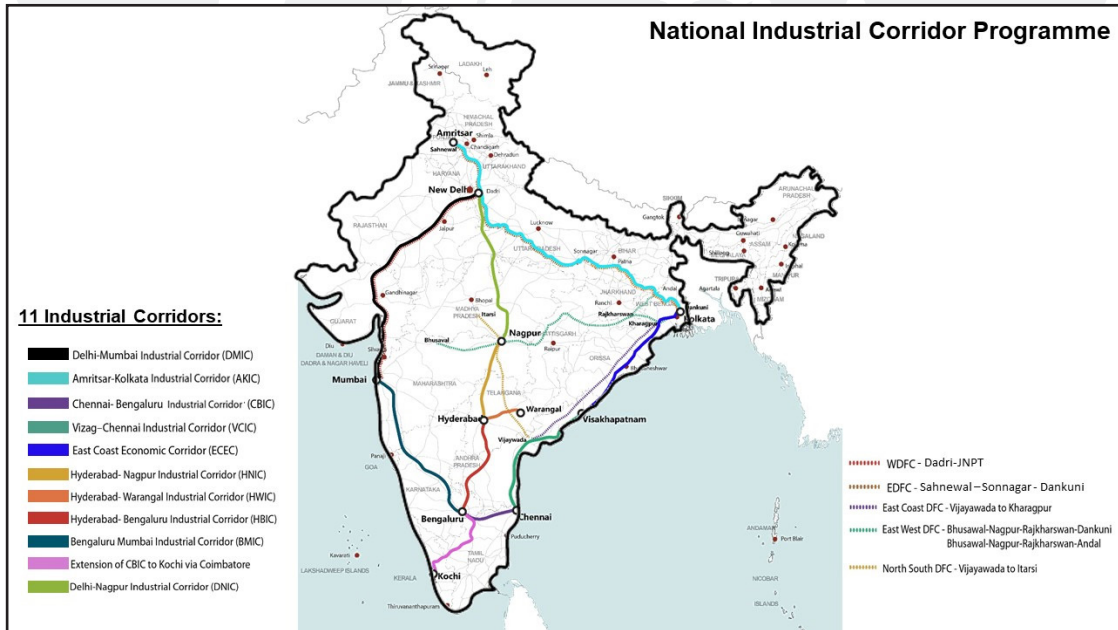 National Industrial Corridor Programme
11 Industrial Corridors:
Delhi-Mumbai Industrial Corridor (DMIC)
Amritsar-Kolkata Industrial Corridor (AKIC)
Chennai- Bengaluru Industrial Corridor (CBIC)
Vizag-Chennai Industrial Corridor (VCIC)
East Coast Economic Corridor (ECEC)
Hyderabad- Nagpur Industrial Corridor (HNIC)
Hyderabad- Warangal Industrial Corridor (HWIC)
Hyderabad- Bengaluru Industrial Corridor (HBIC)
Bengaluru Mumbai Industrial Corridor (BMIC)
Extension of CBIC to Kochi via Coimbatore
Delhi-Nagpur Industrial Corridor (DNIC)
WDFC - Dadri-JNPT
EDFC - Sahnewal-Sonnagar - Dankuni
East Coast DFC - Vijayawada to Kharagpur
East West DFC - Bhusawal-Nagpur-Rajkharswan-Dankuni
Bhusawal-Nagpur-Rajkharswan-Andal
North South DFC - Vijayawada to Itarsi
Srinagar
LADAKH
Leh
HIMACHAL
PRADESH
Amritsar
Shimla
Sahnewal
Chandigarh
Dehradun
UTTARAKHAND
HARYANA
New Delhi
Dadri
RAJASTHAN
Jaipur
Lucknow
UTTAR PRADESH
Sonnagar
BIHAR
Patna
SIKKIM
Gangtok
ARUNACHAL
PRADESH
Guwahati
ASSAM
NAGALAND
TRIPURA
Agartala
Gandhinagar
GUJARAT
Bhopal
MADHYA
PRADESH
Itarsi
JHARKHAND
Ranchi
Rajkharswan
WEST BENGAL
Andal
Dankuni
Kolkata
Kharagpur
Bhusaval
Nagpur
Raipur
Diu
DAMAN & DIU
DADRA & NAGAR HAVELI
ORISSA
Bhubaneshwar
Mumbai
MAHARASHTRA
TELANGANA
Warangal
Hyderabad
Visakhapatnam
Vijaywada
Panaji
GOA
ANDHRA
PRADESH
KARNATAKA
Bengaluru
Chennai
Puducherry
TAMIL
NADU
Kavaratti
LAKSHADWEEP ISLANDS
KERALA
Kochi
Thiruvananthapuram
ANDAMAN
Port Blair
NICOBAR
ISLANDS